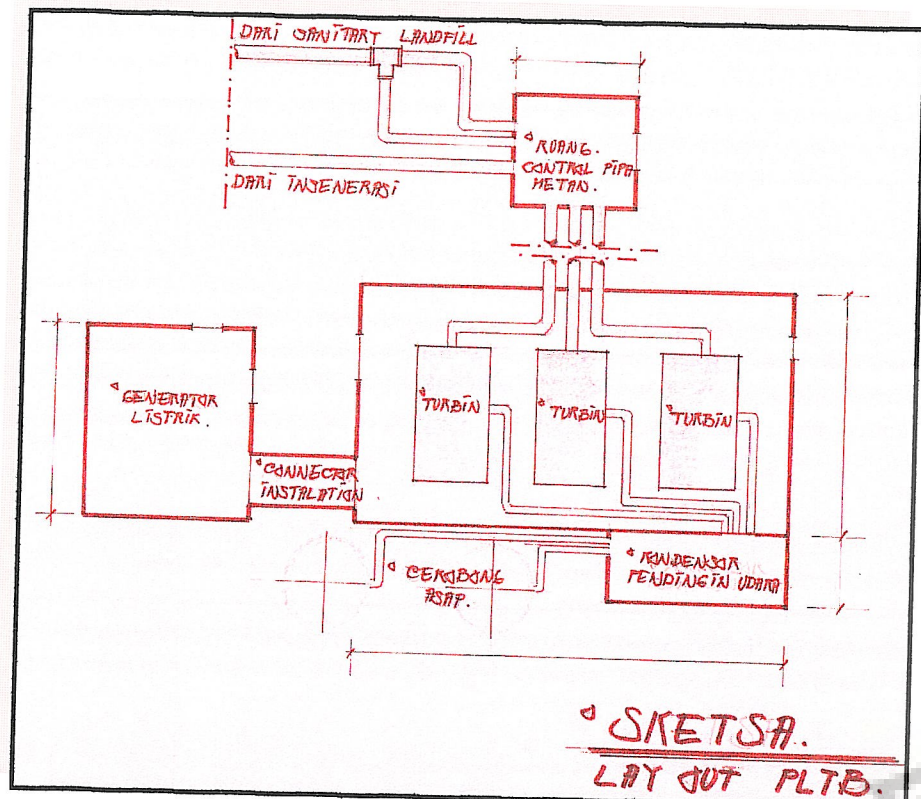 DARI SANITARY LANDFILL
RUANG.
CONTROL PIPA
METAN.
DARI INSENERASI
GENERATOR
LISTRIK.
TURBIN
TURBIN
TURBIN
CONNECTOR
INSTALATION
CEROBONG
ASAP.
KONDENSOR
PENDINGIN UDARA
SKETSA.
LAY OUT PLTB.